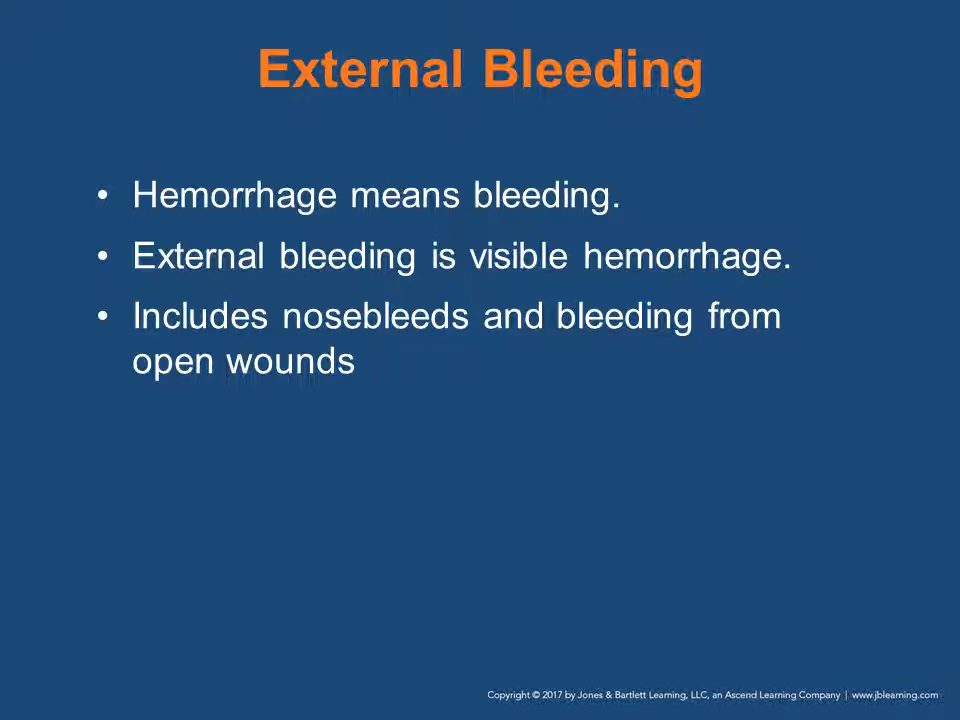 External Bleeding
• Hemorrhage means bleeding.
• External bleeding is visible hemorrhage.
• Includes nosebleeds and bleeding from
open wounds
Copyright © 2017 by Jones & Bartlett Learning, LLC, an Ascend Learning Company | www.jblearning.com